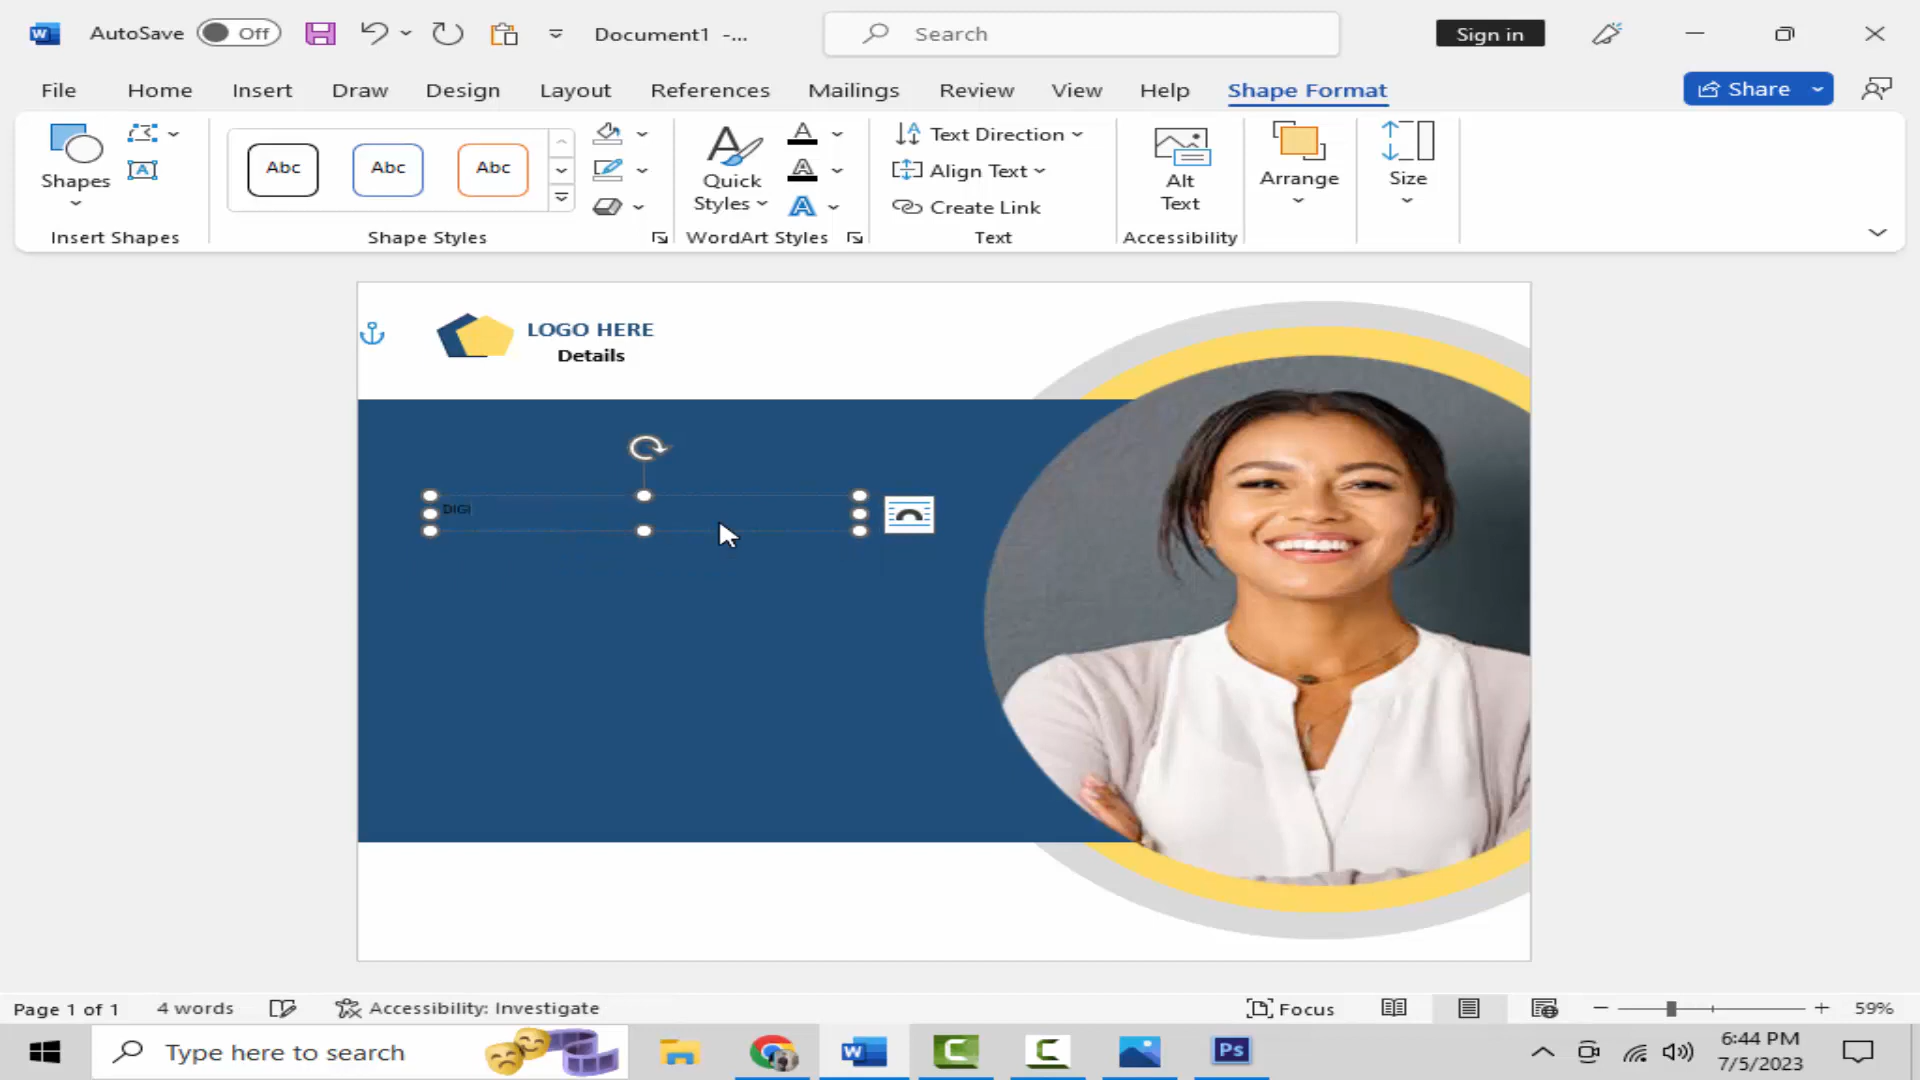 AutoSave Off Document1 -... Search Sign in
File Home Insert Draw Design Layout References Mailings Review View Help Shape Format Share
Shapes
Insert Shapes
Abc Abc Abc
Shape Styles
A
Quick
Styles
A
A
A
WordArt Styles
Text Direction
Align Text
Create Link
Text
Alt
Text
Accessibility
Arrange
Size
LOGO HERE
Details
DIGI
Page 1 of 1 4 words Accessibility: Investigate Focus 59%
Type here to search
W
C
C
Ps
6:44 PM
7/5/2023